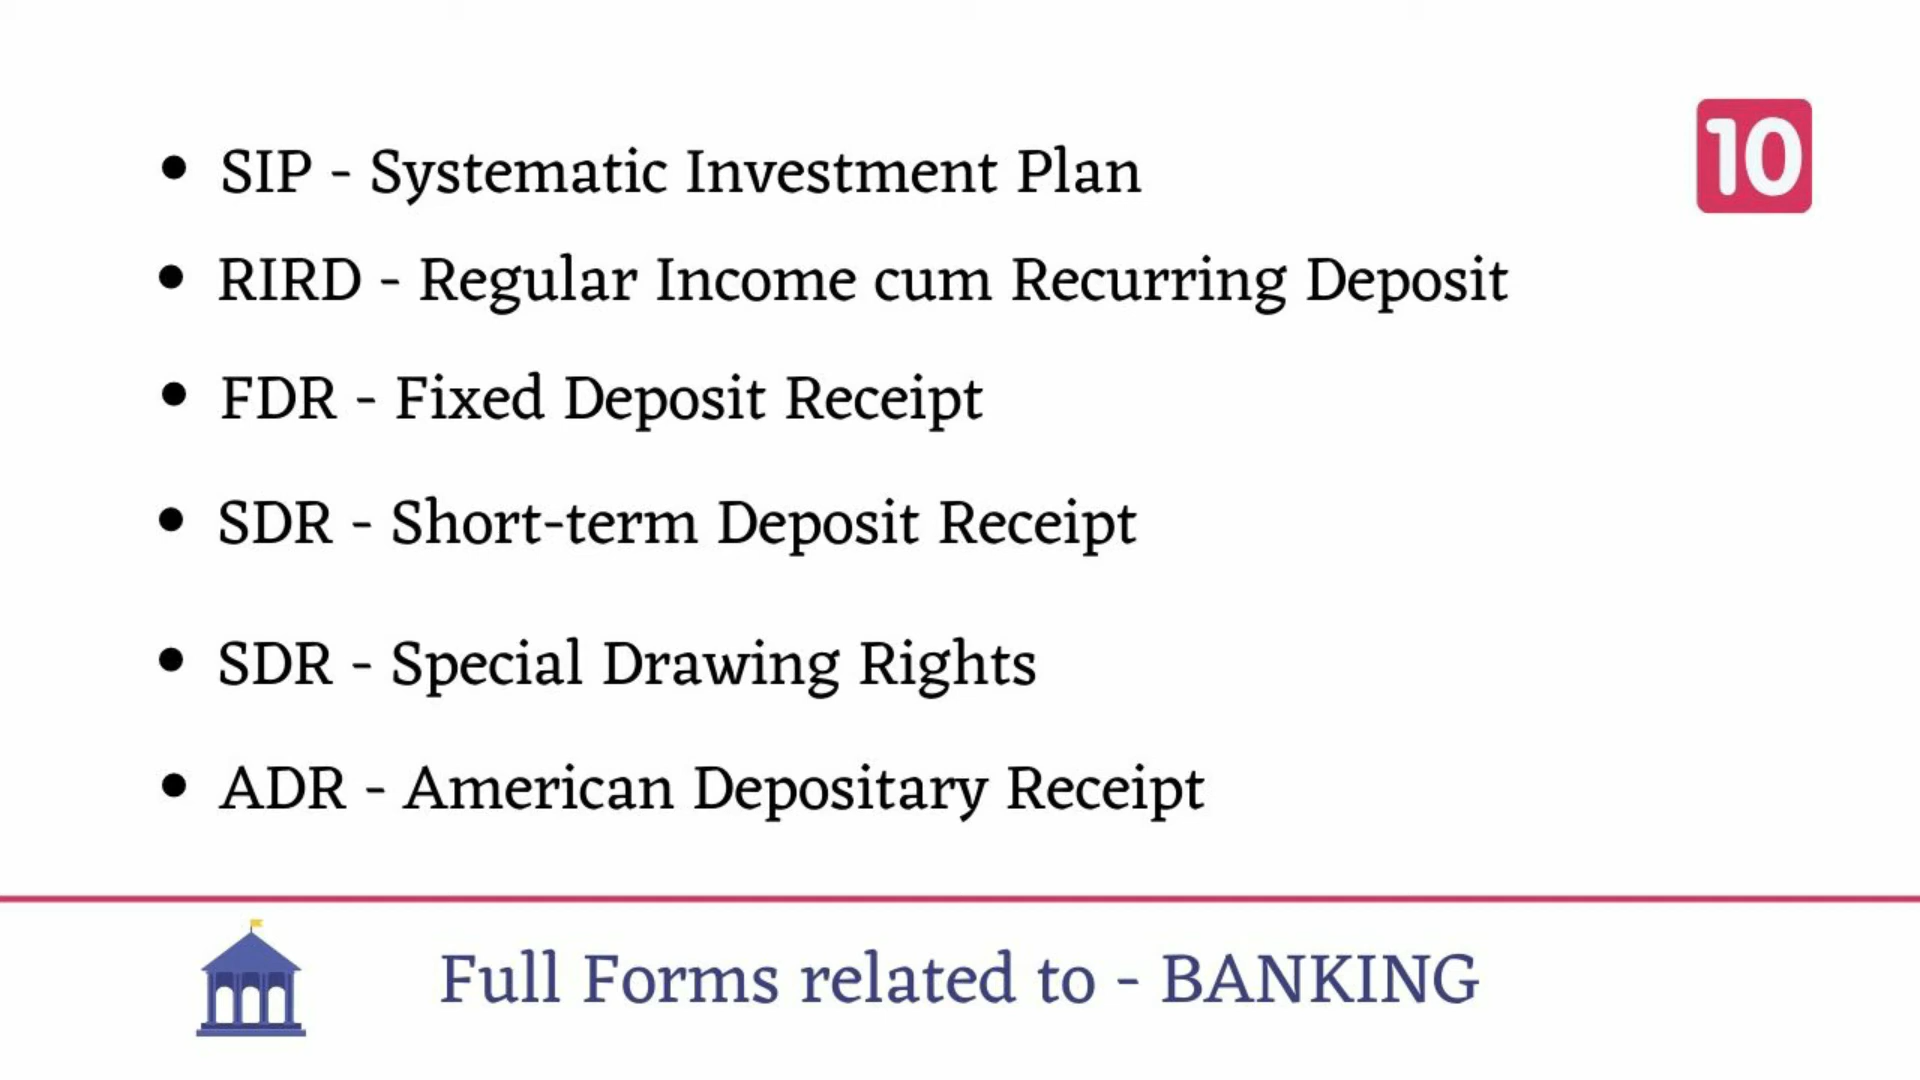 10
• SIP - Systematic Investment Plan
• RIRD - Regular Income cum Recurring Deposit
• FDR - Fixed Deposit Receipt
• SDR - Short-term Deposit Receipt
• SDR - Special Drawing Rights
• ADR - American Depositary Receipt
Full Forms related to - BANKING